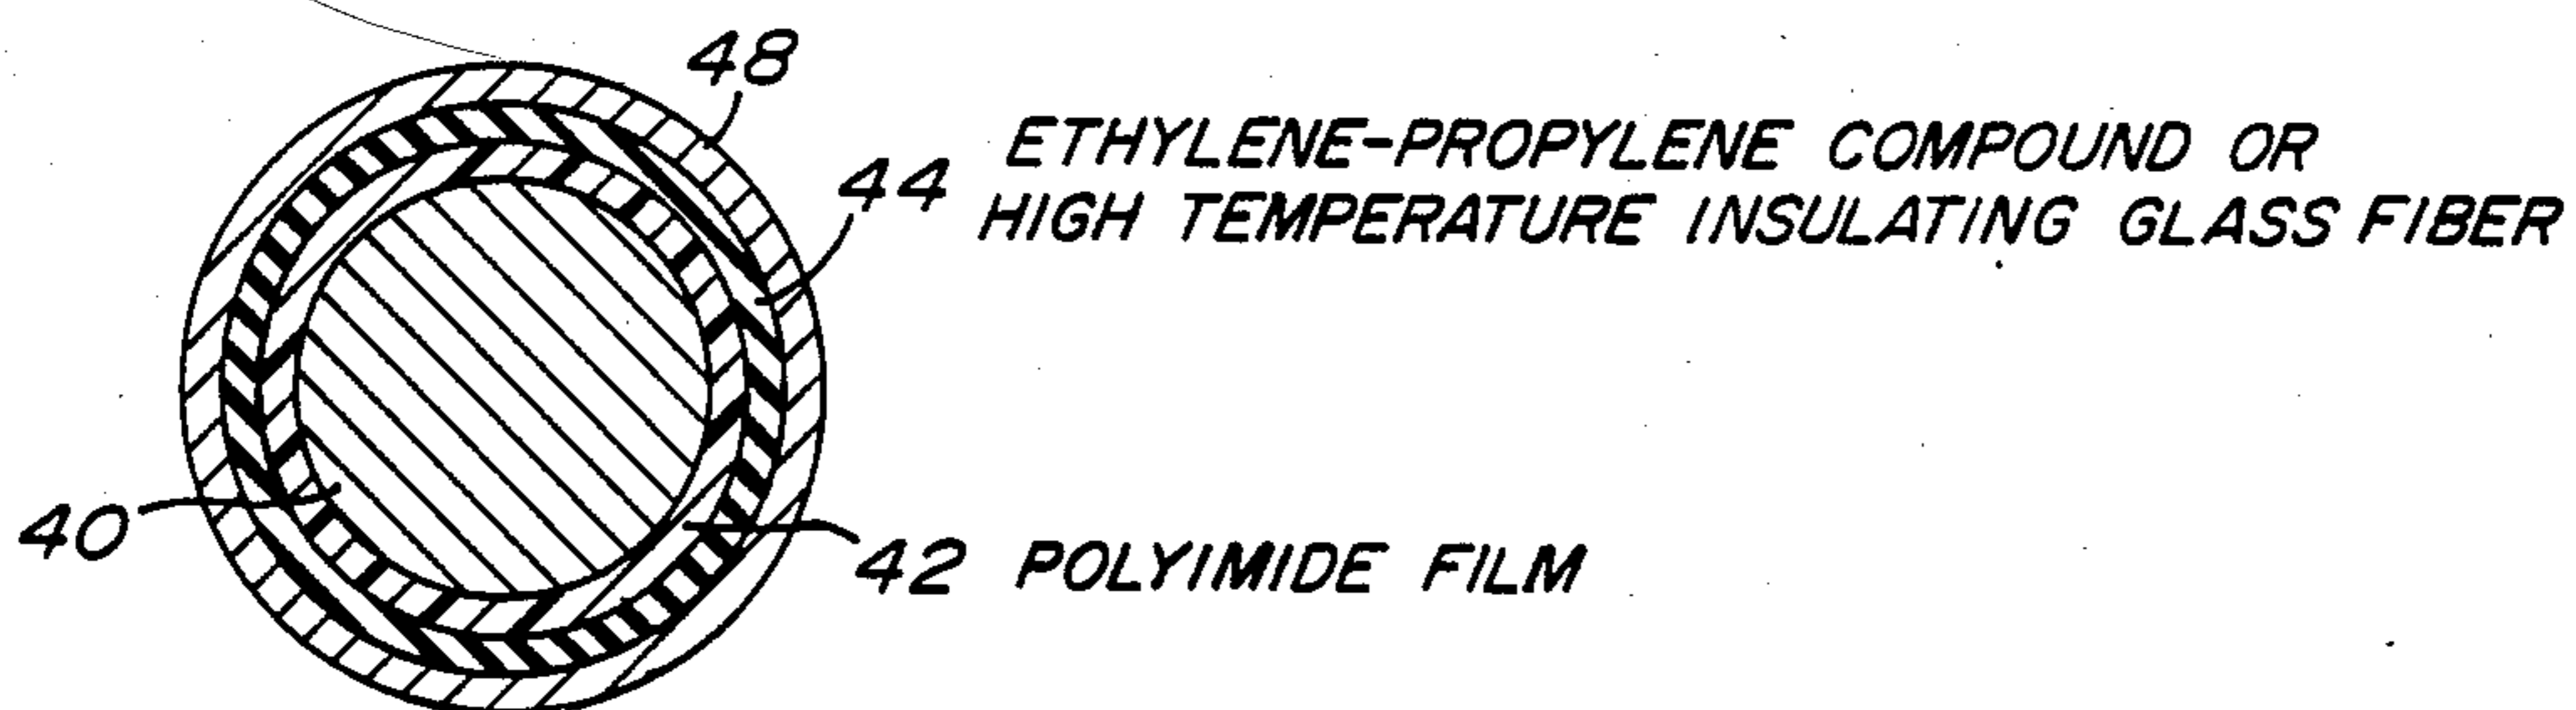 48
44 ETHYLENE-PROPYLENE COMPOUND OR
HIGH TEMPERATURE INSULATING GLASS FIBER
40
42 POLYIMIDE FILM